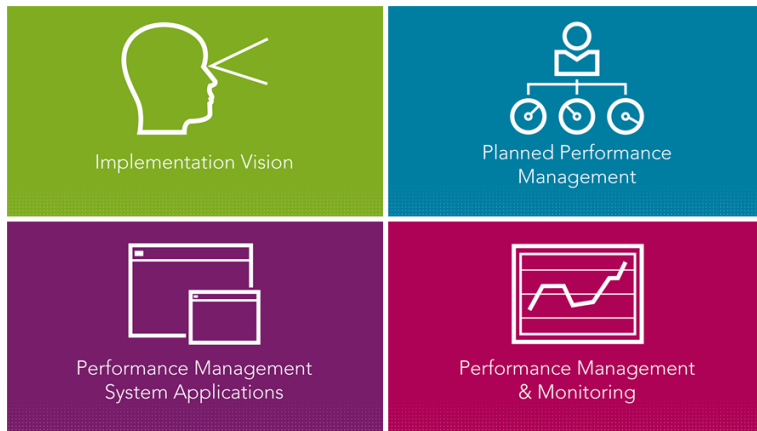 Implementation Vision
Planned Performance
Management
Performance Management
System Applications
Performance Management
& Monitoring